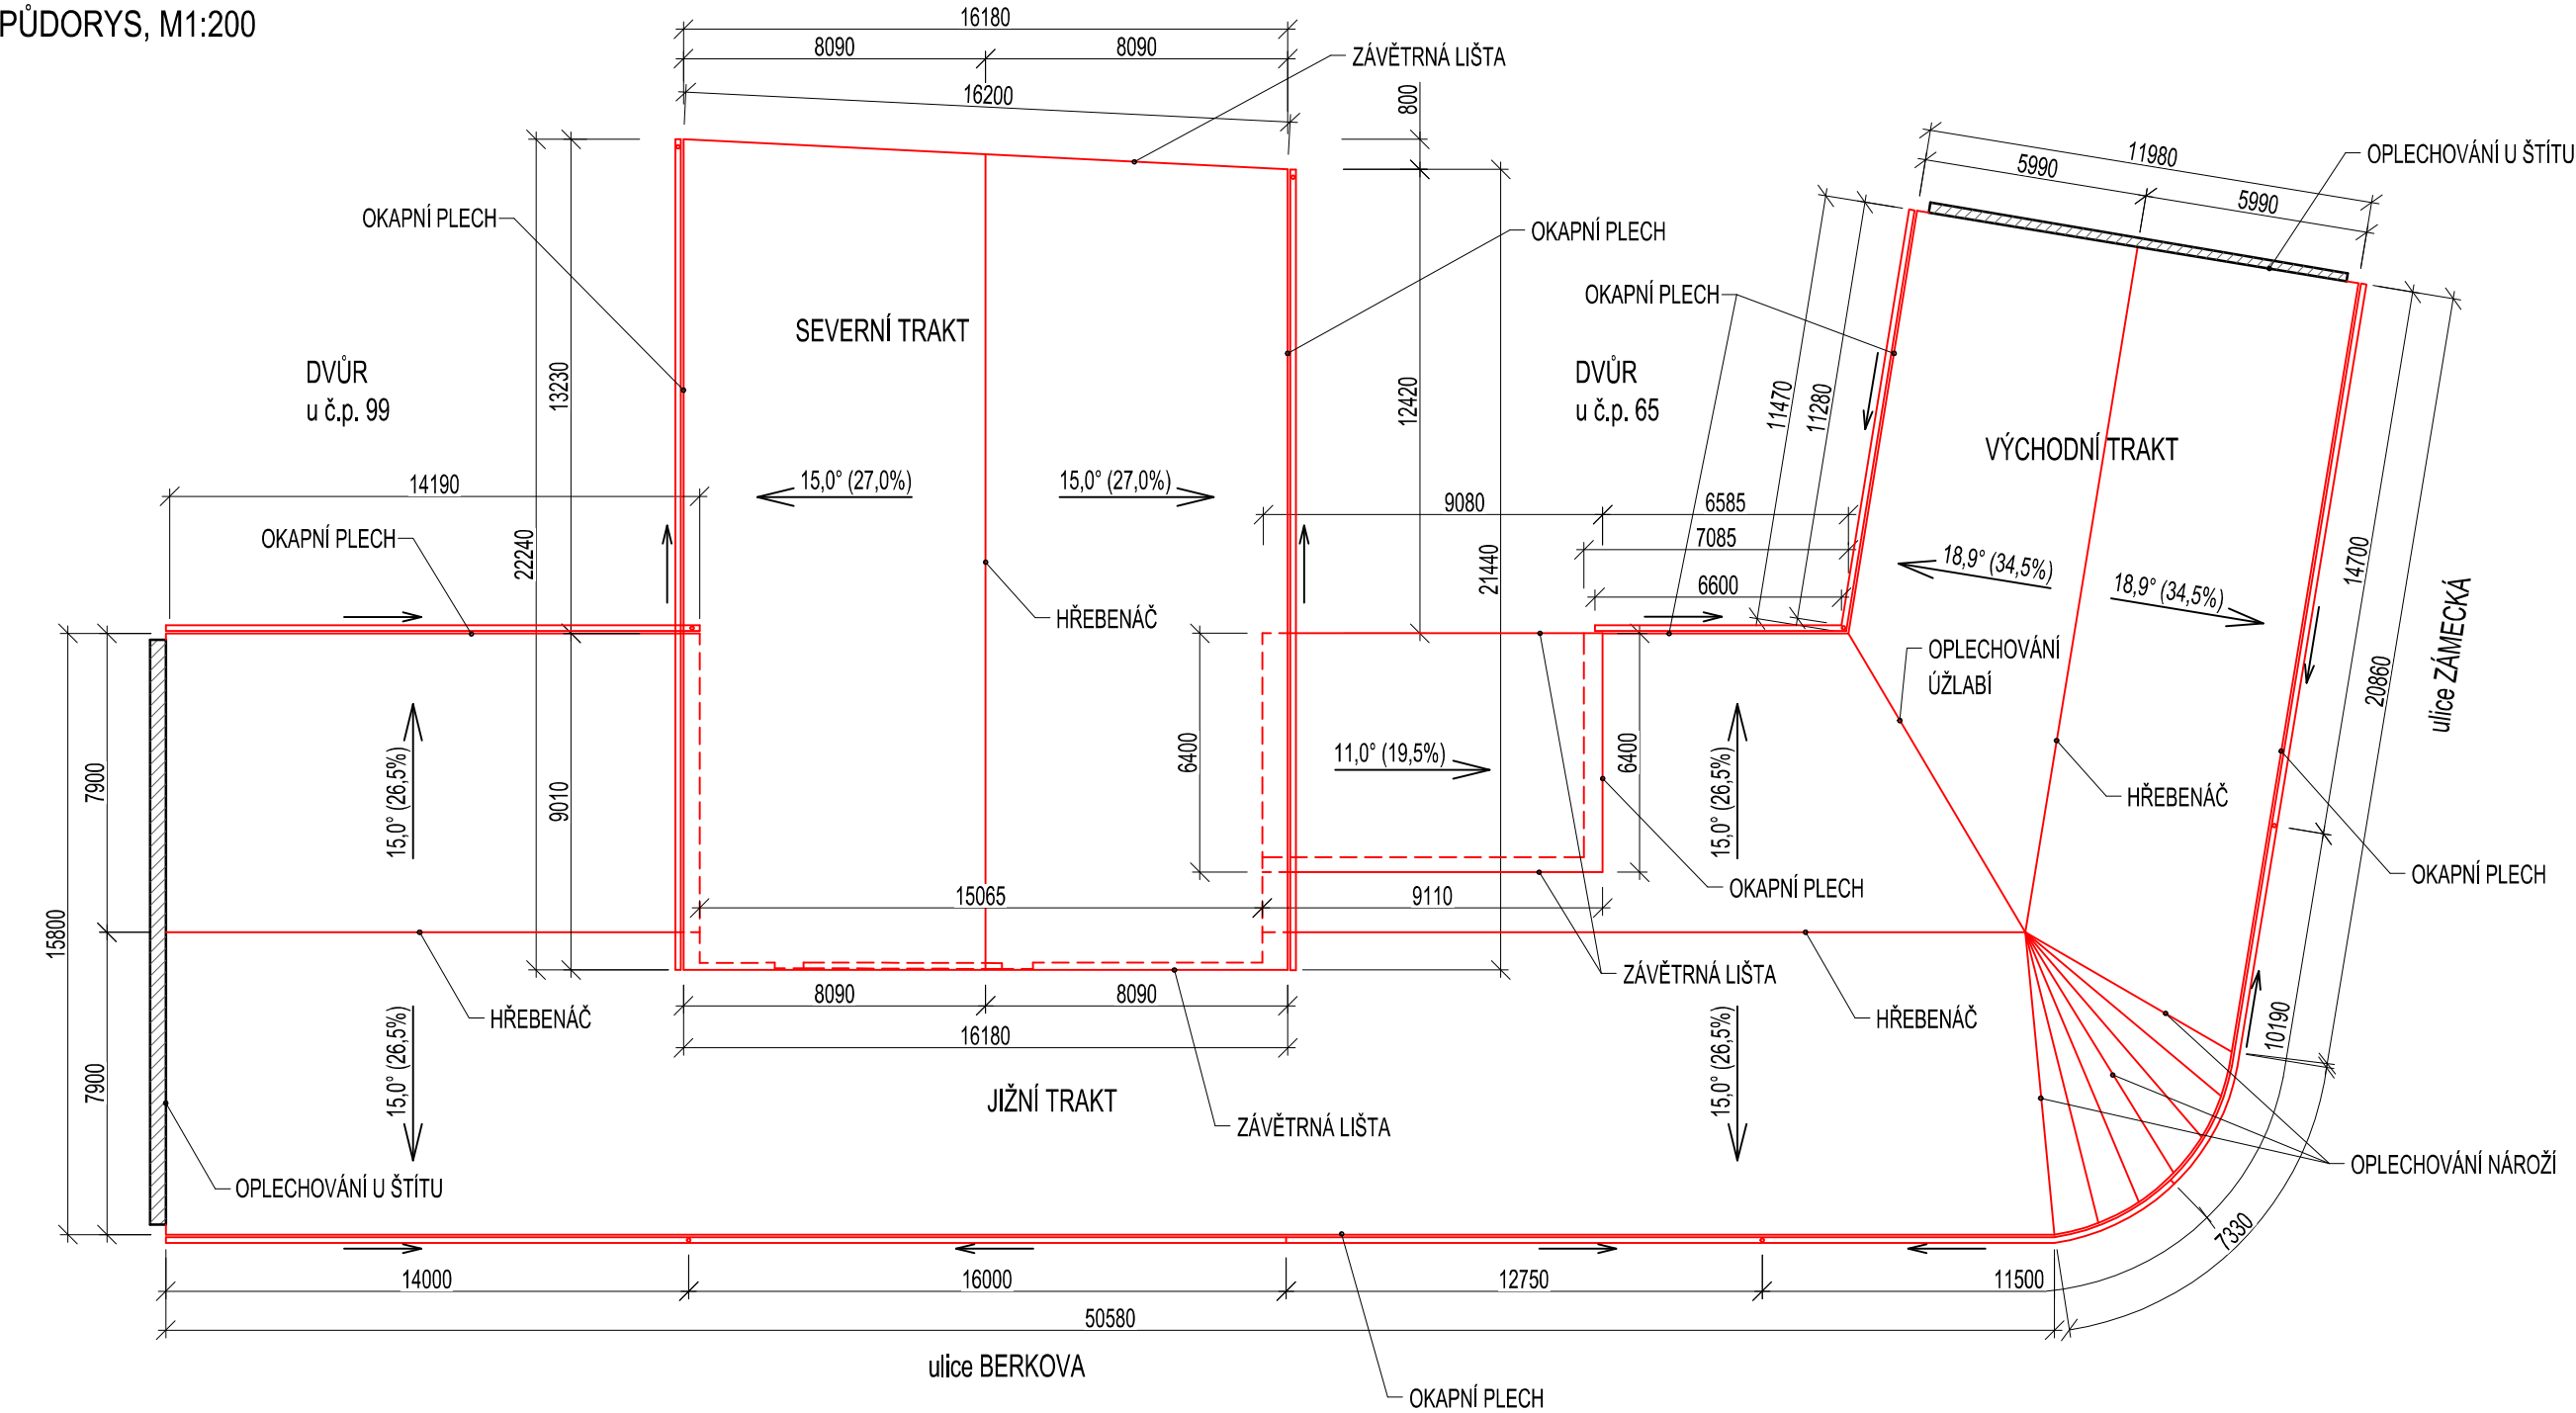 PŮDORYS, M1:200
16180
8090
8090
16200
ZÁVĚTRNÁ LIŠTA
800
11980
5990
5990
OPLECHOVÁNÍ U ŠTÍTU
OKAPNÍ PLECH
OKAPNÍ PLECH
OKAPNÍ PLECH
SEVERNÍ TRAKT
DVŮR
u č.p. 99
13230
12420
DVŮR
u č.p. 65
11470
11280
VÝCHODNÍ TRAKT
14190
15,0° (27,0%)
15,0° (27,0%)
9080
6585
7085
6600
OKAPNÍ PLECH
22240
21440
18,9° (34,5%)
18,9° (34,5%)
14700
ulice ZÁMECKÁ
HŘEBENÁČ
OPLECHOVÁNÍ
ÚŽLABÍ
20860
7900
15,0° (26,5%)
9010
6400
11,0° (19,5%)
6400
15,0° (26,5%)
HŘEBENÁČ
OKAPNÍ PLECH
OKAPNÍ PLECH
15065
9110
15800
ZÁVĚTRNÁ LIŠTA
8090
8090
HŘEBENÁČ
HŘEBENÁČ
16180
10190
7900
15,0° (26,5%)
15,0° (26,5%)
JIŽNÍ TRAKT
ZÁVĚTRNÁ LIŠTA
OPLECHOVÁNÍ NÁROŽÍ
OPLECHOVÁNÍ U ŠTÍTU
7330
14000
16000
12750
11500
50580
ulice BERKOVA
OKAPNÍ PLECH